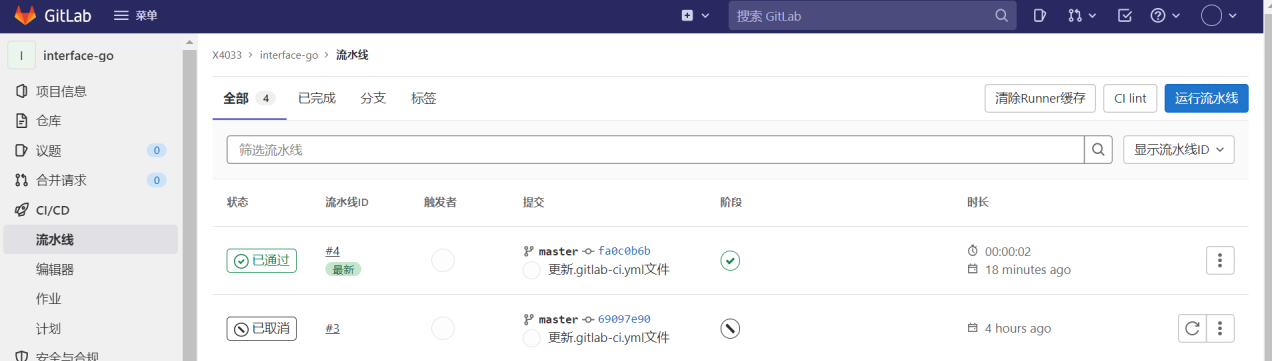 GitLab 菜单 搜索 GitLab
I interface-go
项目信息
仓库
议题 0
合并请求 0
CI/CD
流水线
编辑器
作业
计划
安全与合规
X4033 > interface-go > 流水线
全部 4 已完成 分支 标签 清除Runner缓存 CI lint 运行流水线
筛选流水线 显示流水线ID
状态 流水线ID 触发者 提交 阶段 时长
已通过 #4 master fa0c0b6b 00:00:02
最新 更新.gitlab-ci.yml文件 18 minutes ago
已取消 #3 master 69097e90 4 hours ago
更新.gitlab-ci.yml文件